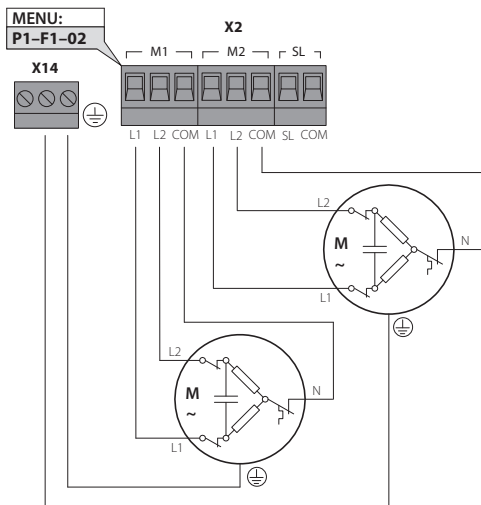 MENU:
P1–F1–02
X2
M1 M2 SL
X14
L1 L2 COM L1 L2 COM SL COM
L2
M
~
N
L1
L2
M
~
N
L1